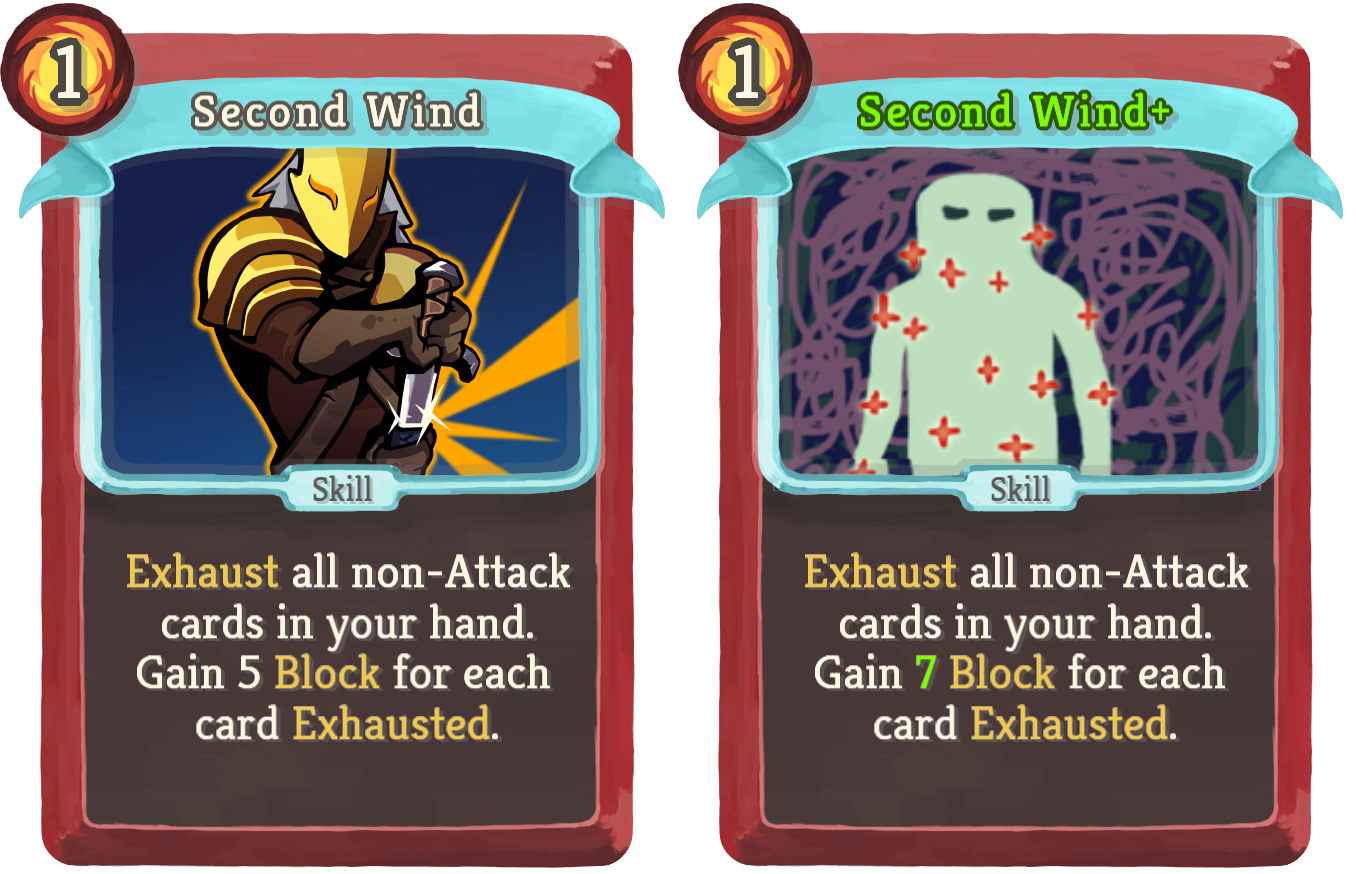 1
Second Wind
Skill
Exhaust all non-Attack
cards in your hand.
Gain 5 Block for each
card Exhausted.
1
Second Wind+
Skill
Exhaust all non-Attack
cards in your hand.
Gain 7 Block for each
card Exhausted.